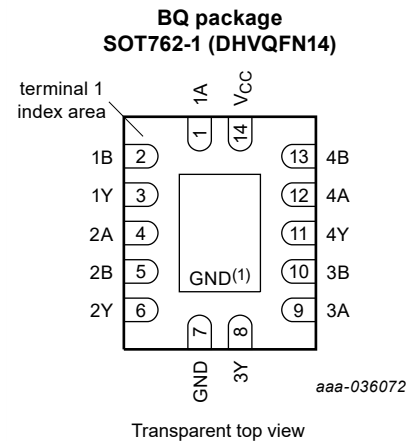 BQ package
SOT762-1 (DHVQFN14)
terminal 1
index area
1A
VCC
1
14
1B 2
13 4B
1Y 3
12 4A
2A 4
11 4Y
2B 5
10 3B
2Y 6
9 3A
GND(1)
7
8
GND
3Y
aaa-036072
Transparent top view